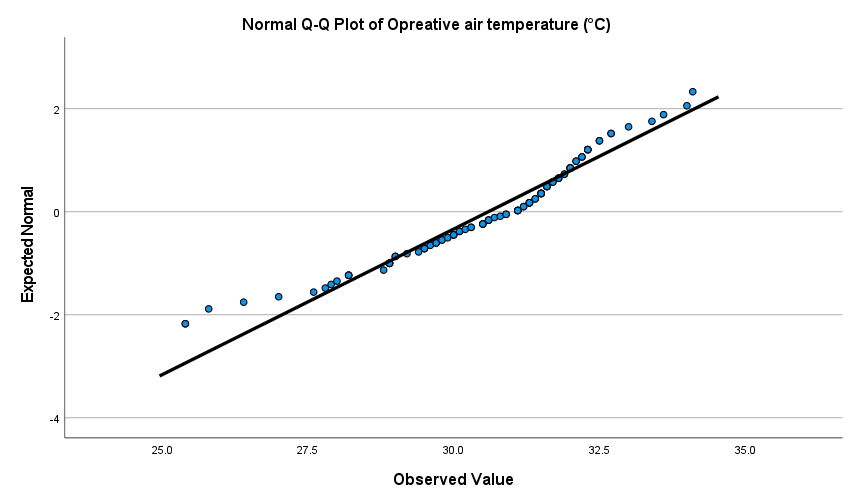 Normal Q-Q Plot of Opreative air temperature (°C)
2
0
-2
-4
Expected Normal
25.0 27.5 30.0 32.5 35.0
Observed Value